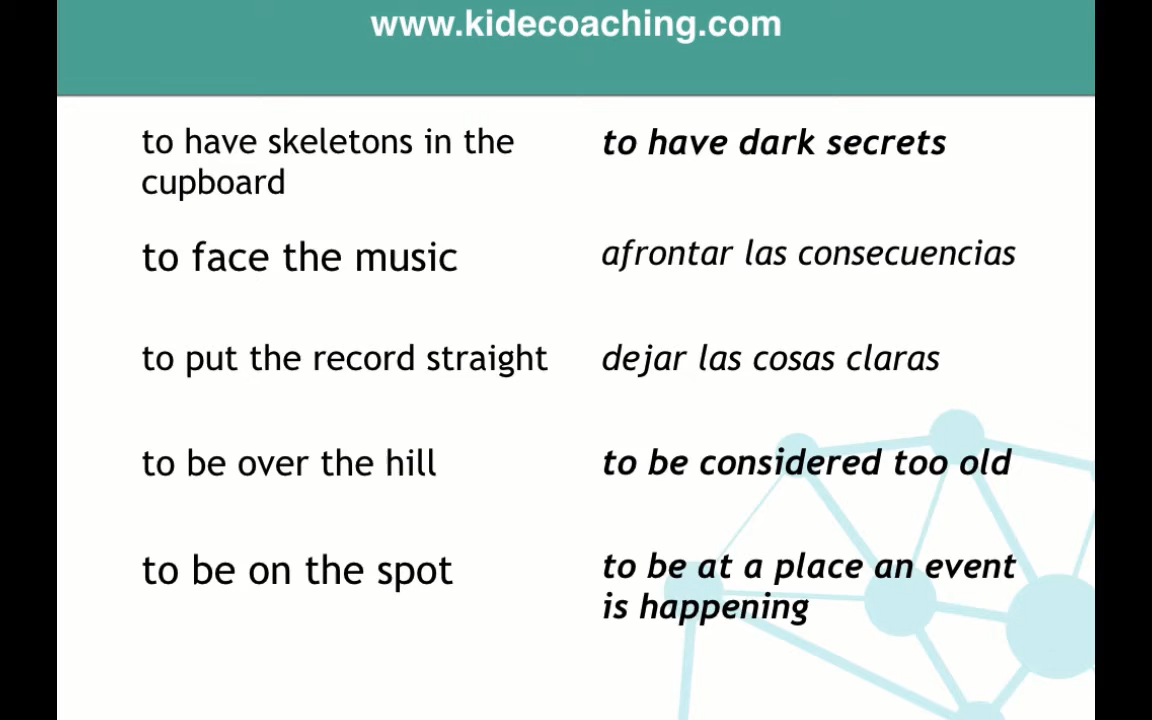 www.kidecoaching.com
to have skeletons in the
cupboard
to have dark secrets
to face the music
afrontar las consecuencias
to put the record straight
dejar las cosas claras
to be over the hill
to be considered too old
to be on the spot
to be at a place an event
is happening